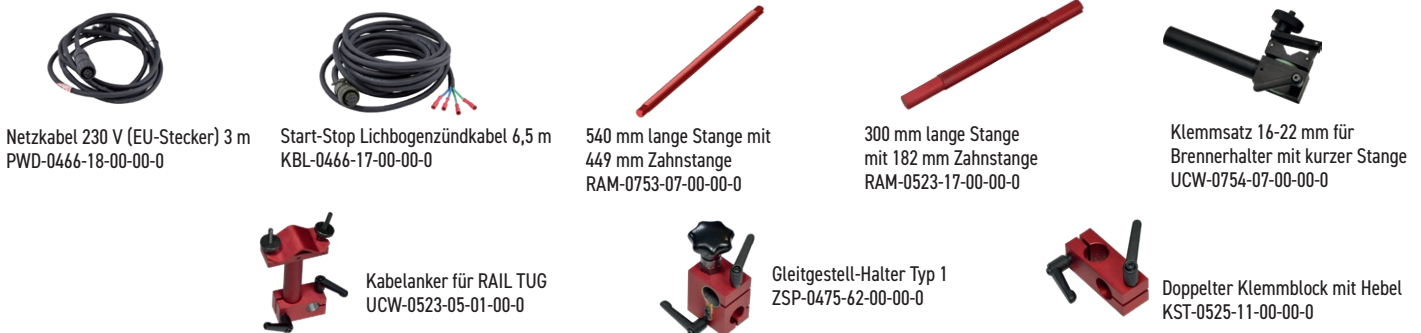 Netzkabel 230 V (EU-Stecker) 3 m
PWD-0466-18-00-00-0
Start-Stop Lichbogenzündkabel 6,5 m
KBL-0466-17-00-00-0
540 mm lange Stange mit
449 mm Zahnstange
RAM-0753-07-00-00-0
300 mm lange Stange
mit 182 mm Zahnstange
RAM-0523-17-00-00-0
Klemmsatz 16-22 mm für
Brennerhalter mit kurzer Stange
UCW-0754-07-00-00-0
Kabelanker für RAIL TUG
UCW-0523-05-01-00-0
Gleitgestell-Halter Typ 1
ZSP-0475-62-00-00-0
Doppelter Klemmblock mit Hebel
KST-0525-11-00-00-0